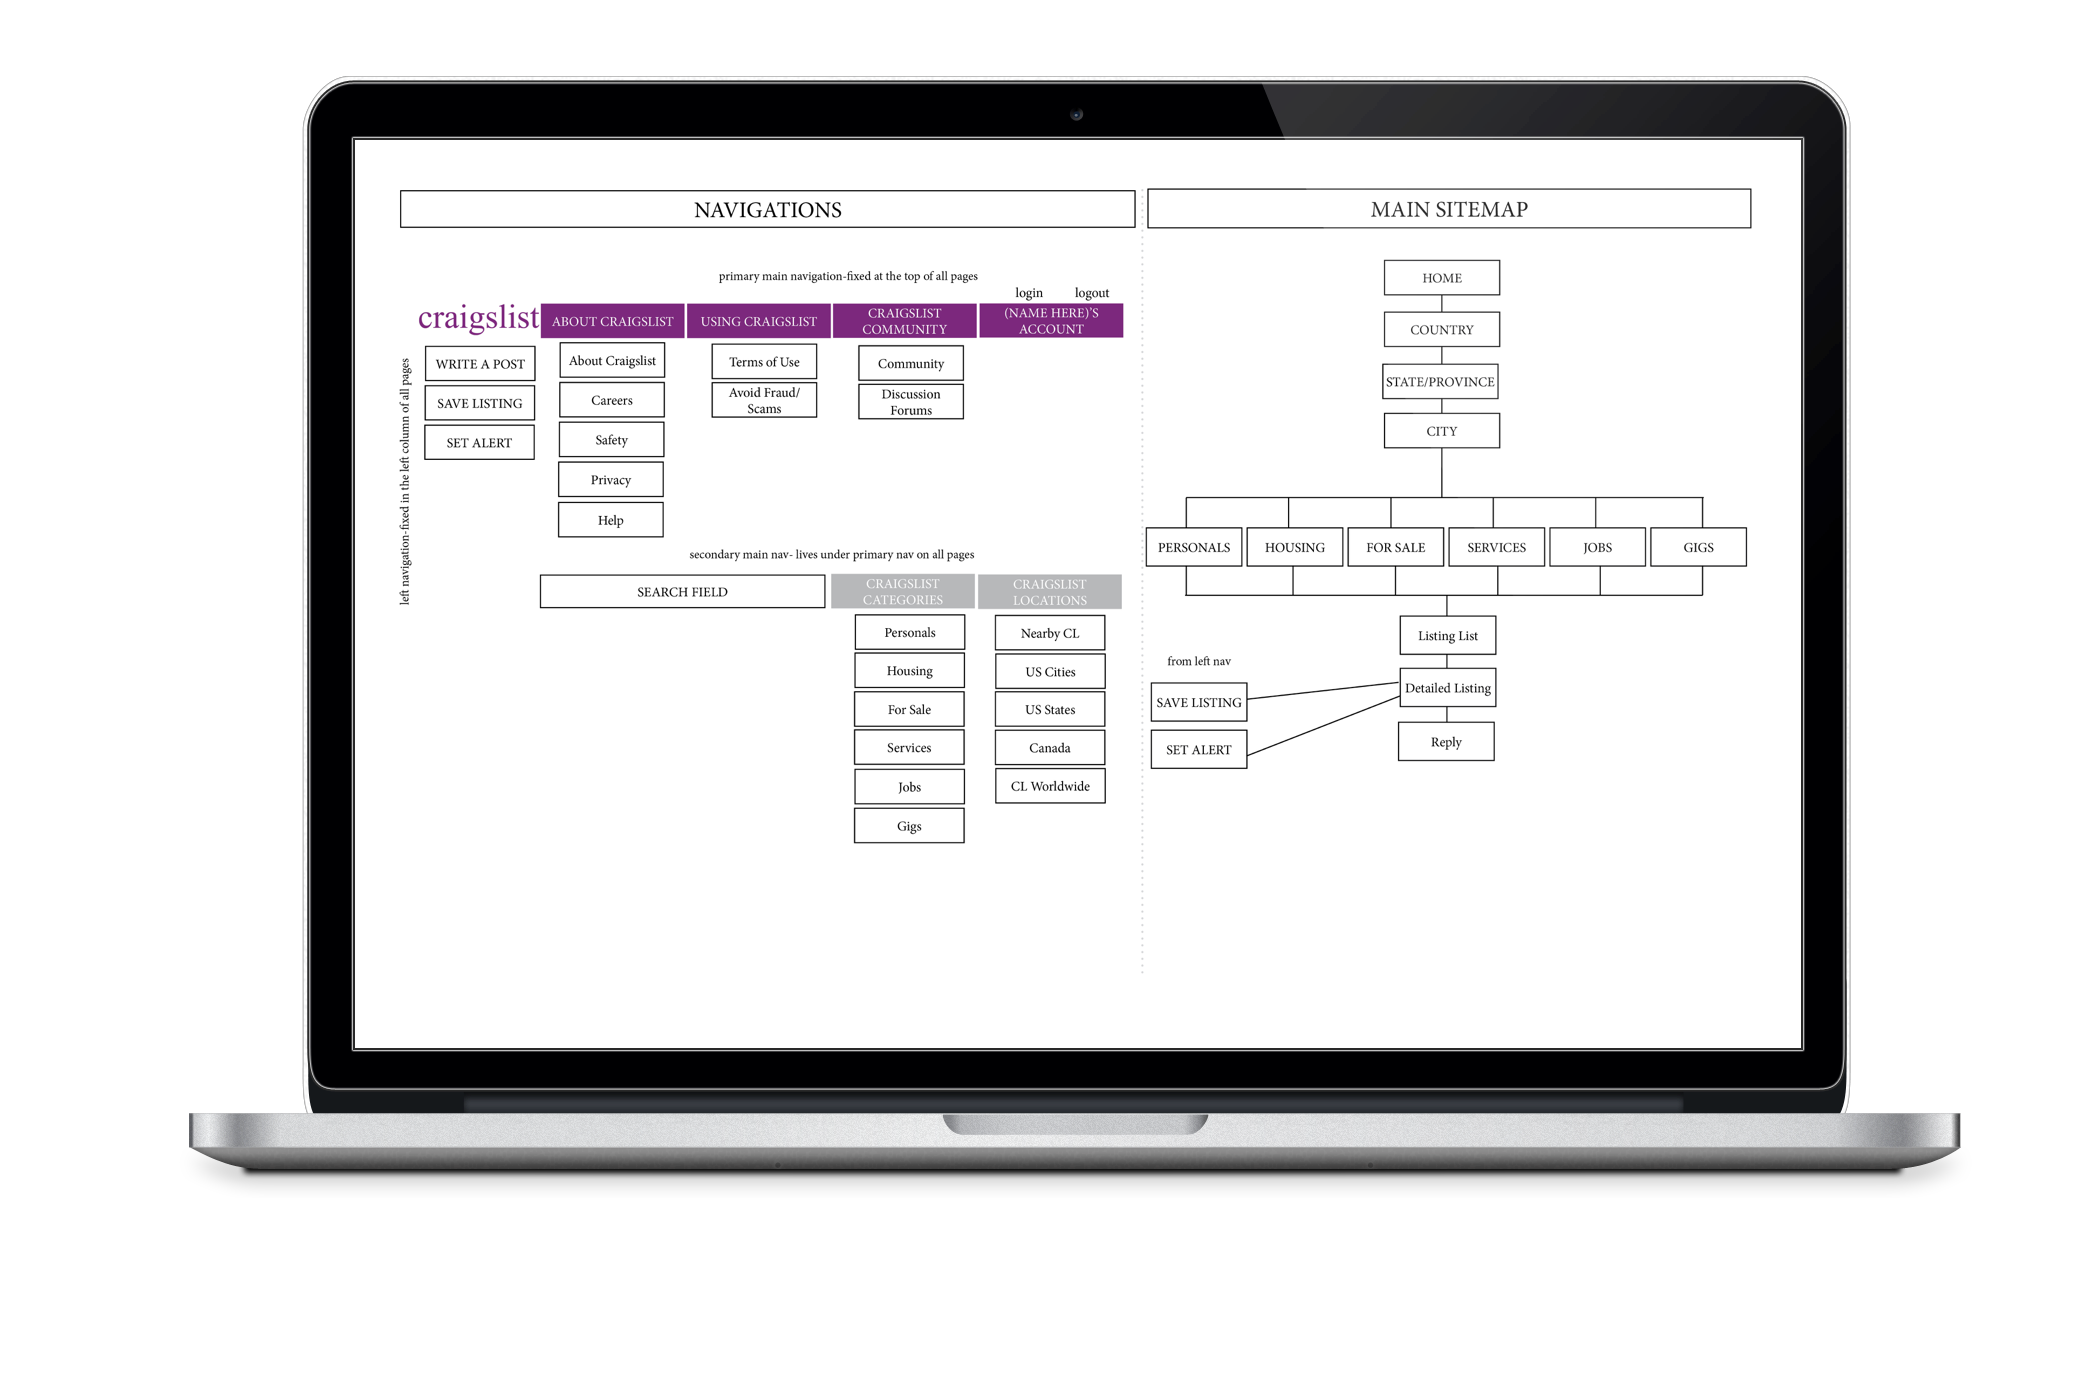 NAVIGATIONS
primary main navigation-fixed at the top of all pages
login logout
craigslist
ABOUT CRAIGSLIST
USING CRAIGSLIST
CRAIGSLIST
COMMUNITY
(NAME HERE)'S
ACCOUNT
left navigation-fixed in the left column of all pages
WRITE A POST
SAVE LISTING
SET ALERT
About Craigslist
Careers
Safety
Privacy
Help
Terms of Use
Avoid Fraud/
Scams
Community
Discussion
Forums
secondary main nav- lives under primary nav on all pages
SEARCH FIELD
CRAIGSLIST
CATEGORIES
CRAIGSLIST
LOCATIONS
Personals
Housing
For Sale
Services
Jobs
Gigs
Nearby CL
US Cities
US States
Canada
CL Worldwide
MAIN SITEMAP
HOME
COUNTRY
STATE/PROVINCE
CITY
PERSONALS
HOUSING
FOR SALE
SERVICES
JOBS
GIGS
Listing List
from left nav
SAVE LISTING
SET ALERT
Detailed Listing
Reply